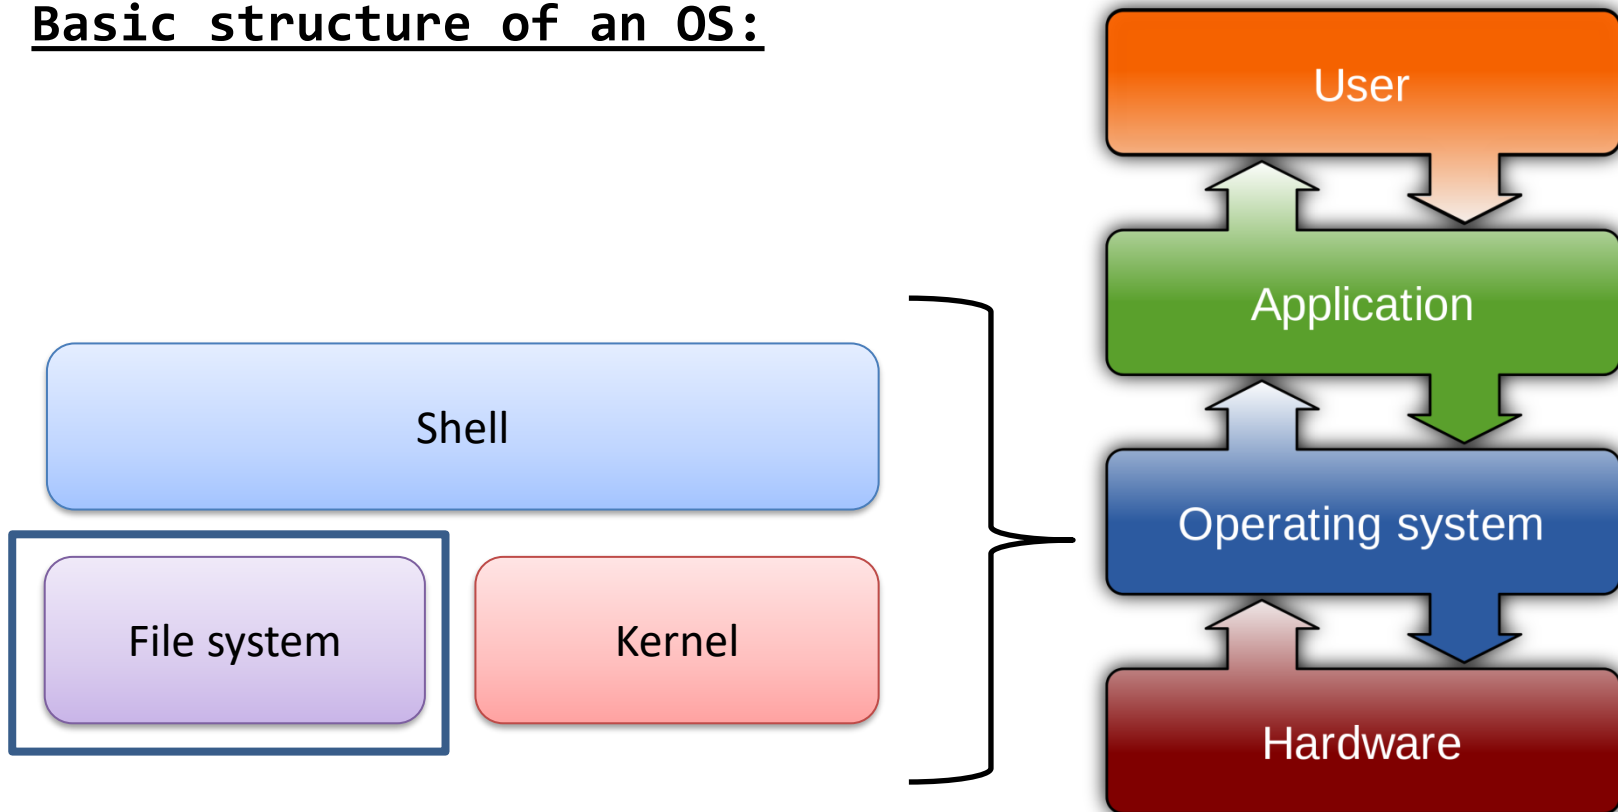 Basic structure of an OS:
User
Application
Shell
Operating system
File system
Kernel
Hardware